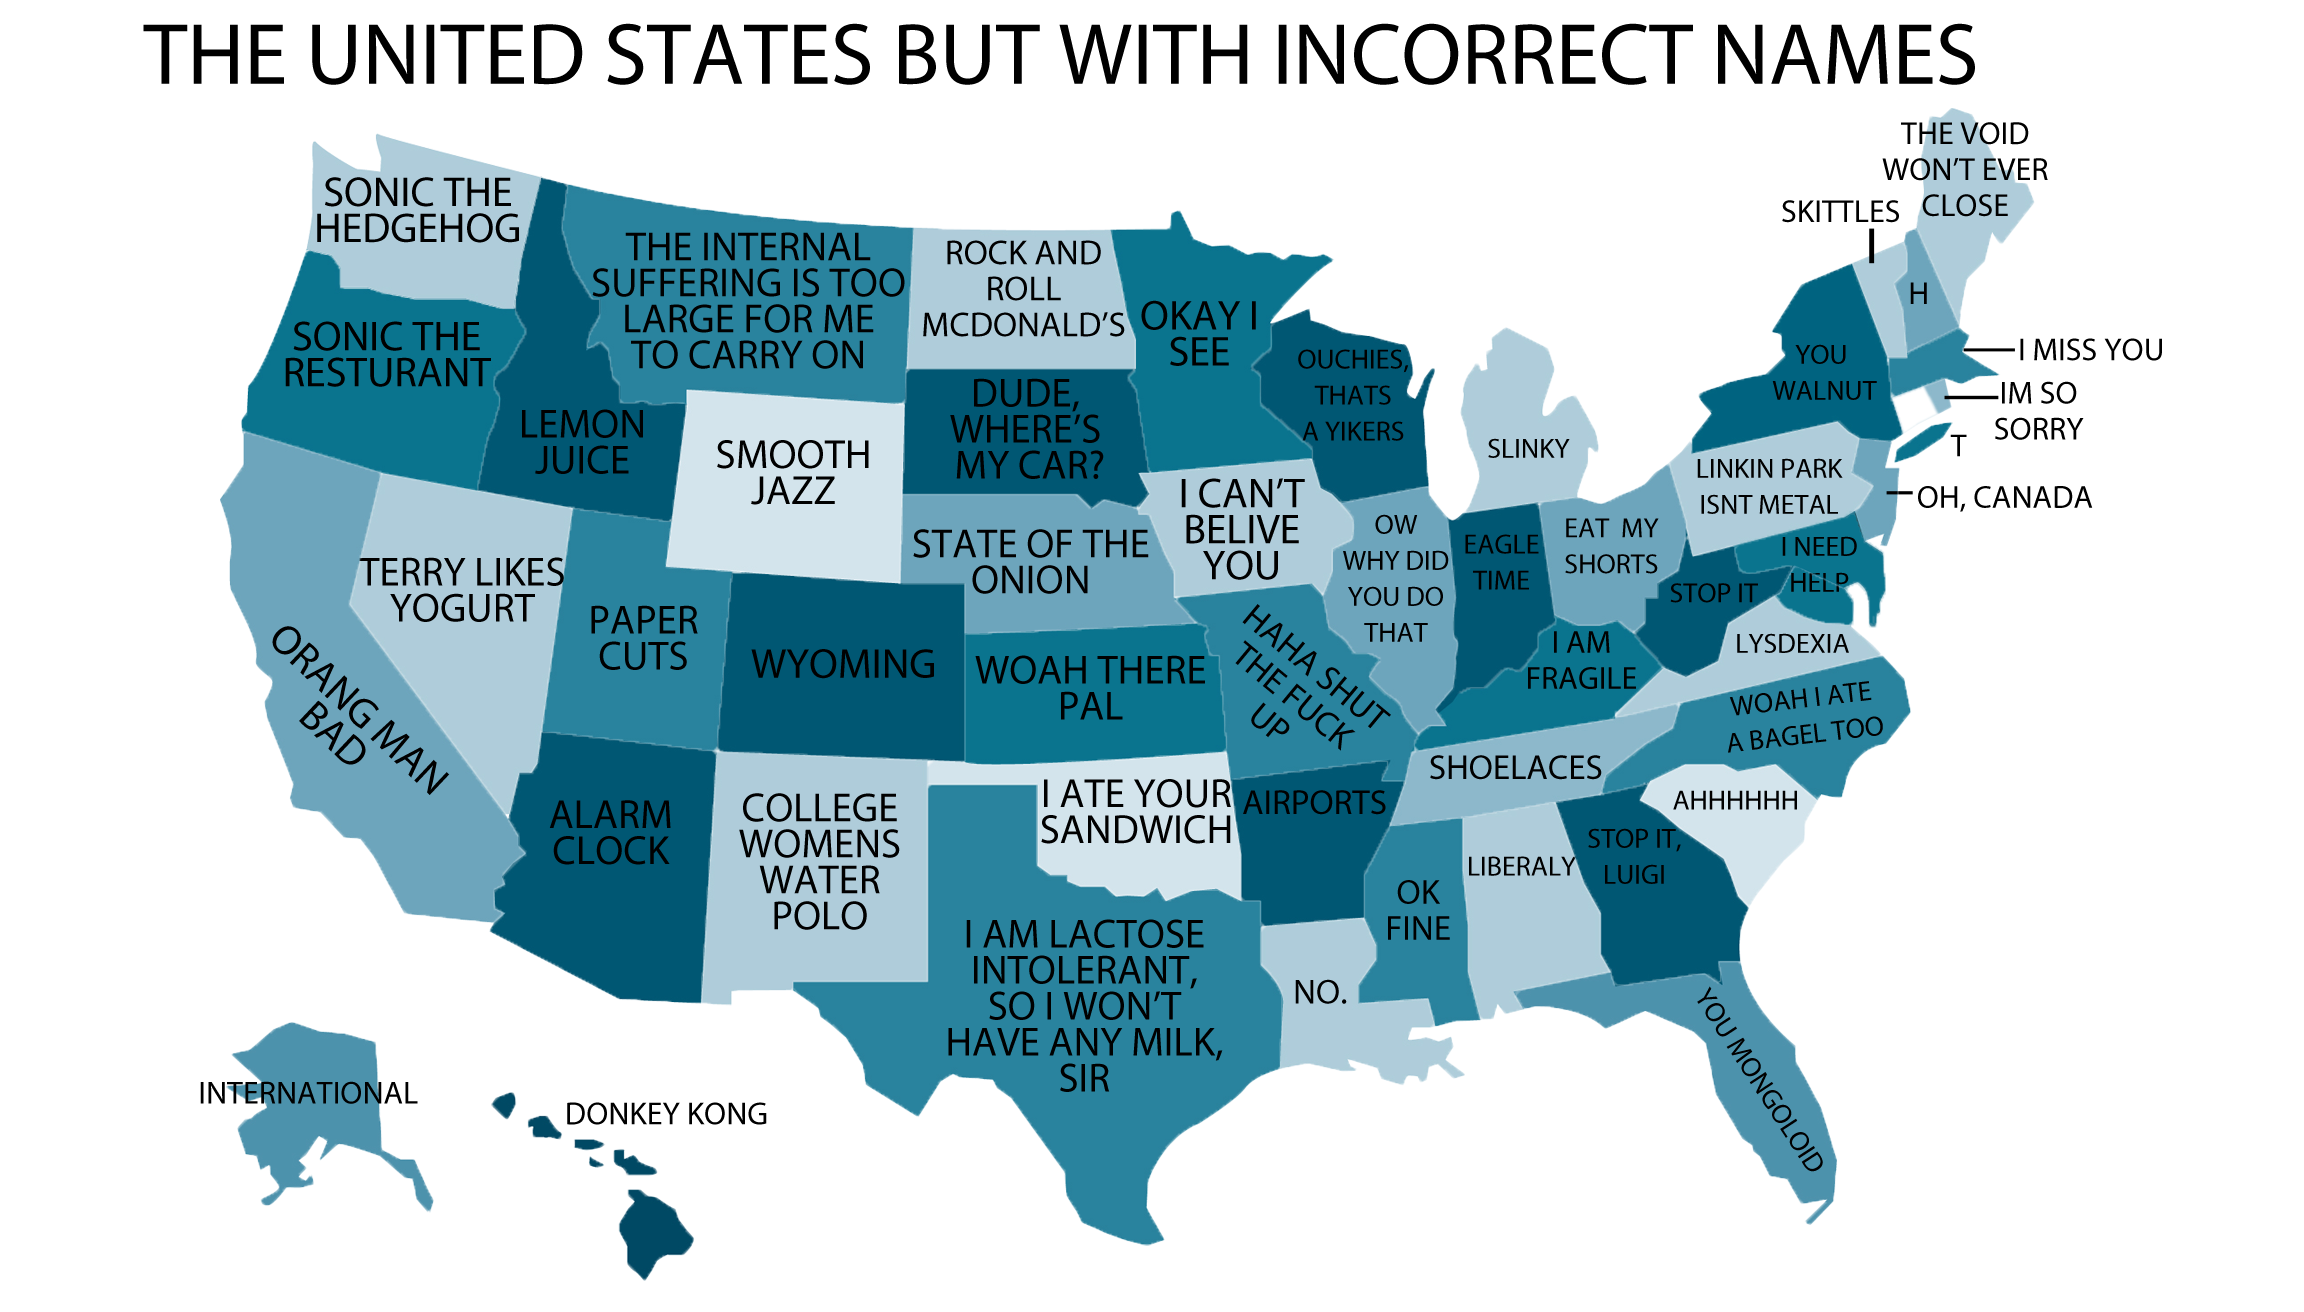 THE UNITED STATES BUT WITH INCORRECT NAMES
THE VOID
WON'T EVER
CLOSE
SKITTLES
SONIC THE
HEDGEHOG
THE INTERNAL
SUFFERING IS TOO
LARGE FOR ME
TO CARRY ON
ROCK AND
ROLL
MCDONALD'S
OKAY I
SEE
H
SONIC THE
RESTURANT
OUCHIES,
THATS
A YIKERS
YOU
WALNUT
I MISS YOU
IM SO
SORRY
T
LEMON
JUICE
SMOOTH
JAZZ
DUDE,
WHERE'S
MY CAR?
SLINKY
LINKIN PARK
ISNT METAL
OH, CANADA
I CAN'T
BELIVE
YOU
STATE OF THE
ONION
OW
WHY DID
YOU DO
THAT
EAGLE
TIME
EAT MY
SHORTS
I NEED
HELP
STOP IT
TERRY LIKES
YOGURT
PAPER
CUTS
WYOMING
WOAH THERE
PAL
HAHA SHUT
THE FUCK
UP
I AM
FRAGILE
LYSDEXIA
ORANG MAN
BAD
WOAH I ATE
A BAGEL TOO
SHOELACES
ALARM
CLOCK
COLLEGE
WOMENS
WATER
POLO
I ATE YOUR
SANDWICH
AIRPORTS
AHHHHHH
STOP IT,
LUIGI
LIBERALY
OK
FINE
I AM LACTOSE
INTOLERANT,
SO I WON'T
HAVE ANY MILK,
SIR
NO.
YOU MONGOLOID
INTERNATIONAL
DONKEY KONG